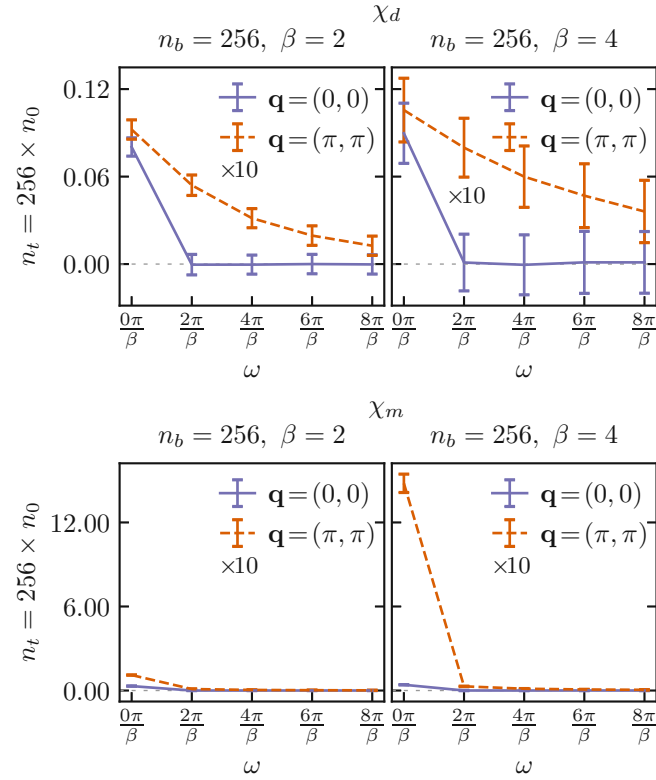 χ_d
n_b = 256, β = 2
n_b = 256, β = 4
n_t = 256 × n_0
0.12
0.06
0.00
q = (0, 0)
q = (π, π)
×10
q = (0, 0)
q = (π, π)
×10
0π/β 2π/β 4π/β 6π/β 8π/β
0π/β 2π/β 4π/β 6π/β 8π/β
ω
ω
χ_m
n_b = 256, β = 2
n_b = 256, β = 4
n_t = 256 × n_0
12.00
6.00
0.00
q = (0, 0)
q = (π, π)
×10
q = (0, 0)
q = (π, π)
×10
0π/β 2π/β 4π/β 6π/β 8π/β
0π/β 2π/β 4π/β 6π/β 8π/β
ω
ω